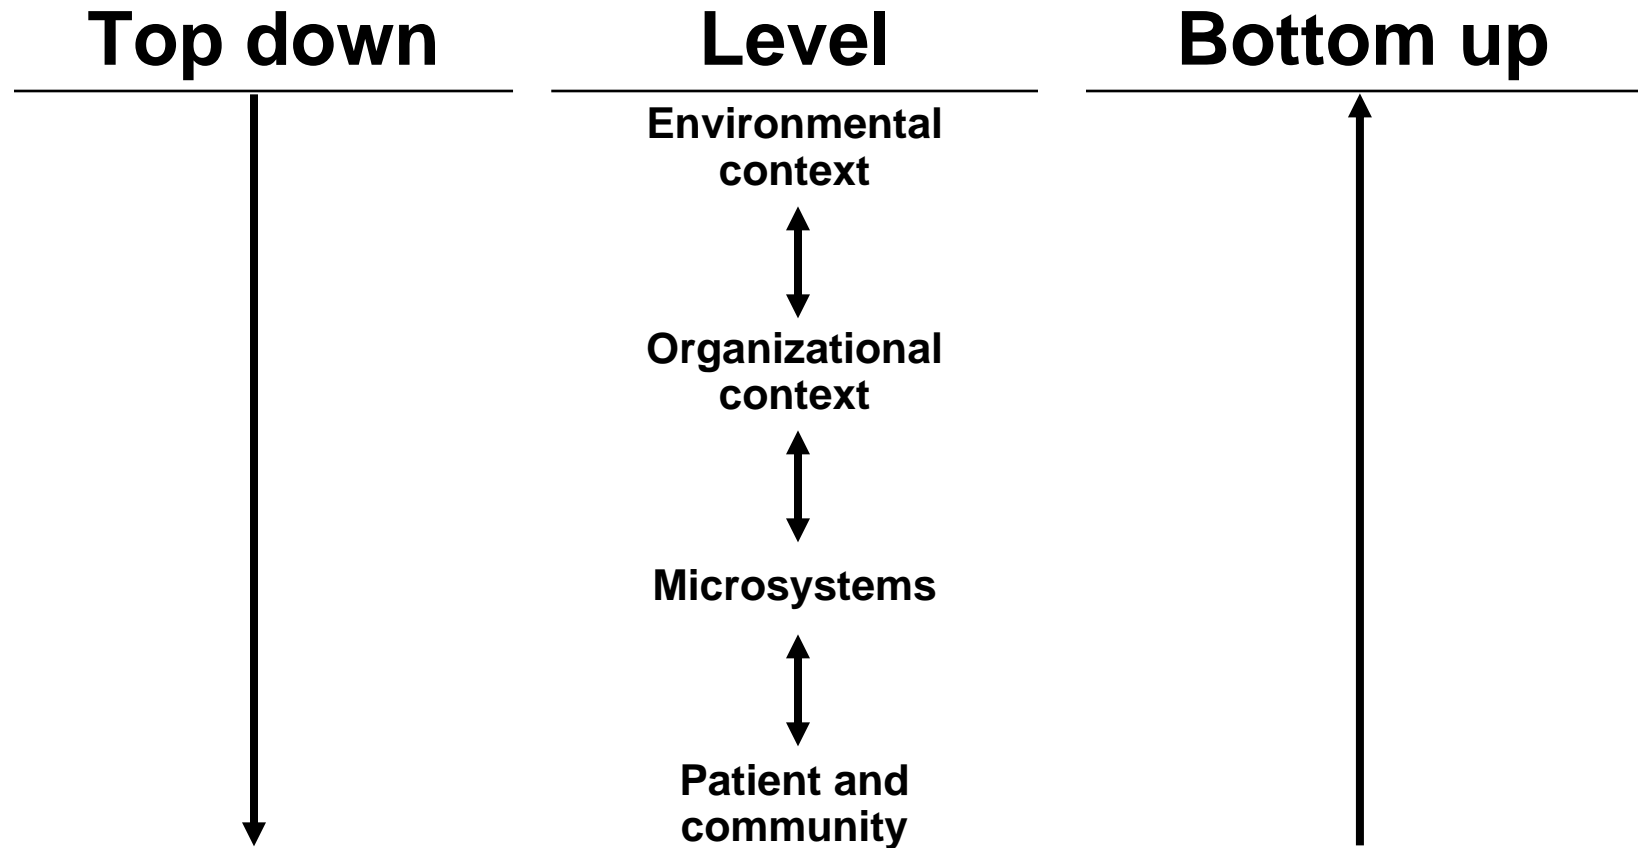 Top down
Level
Bottom up
Environmental
context
Organizational
context
Microsystems
Patient and
community